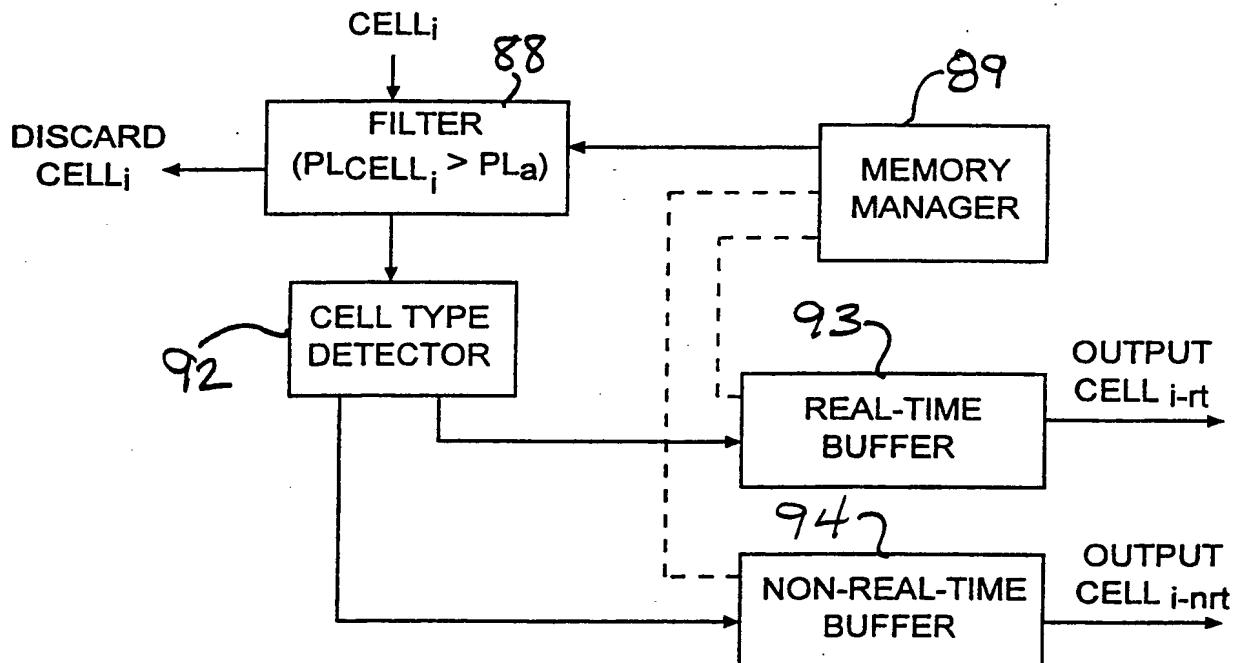 CELLi
88
89
FILTER
(PLCELLi > PLa)
DISCARD
CELLi
MEMORY
MANAGER
CELL TYPE
DETECTOR
92
93
REAL-TIME
BUFFER
OUTPUT
CELL i-rt
94
NON-REAL-TIME
BUFFER
OUTPUT
CELL i-nrt